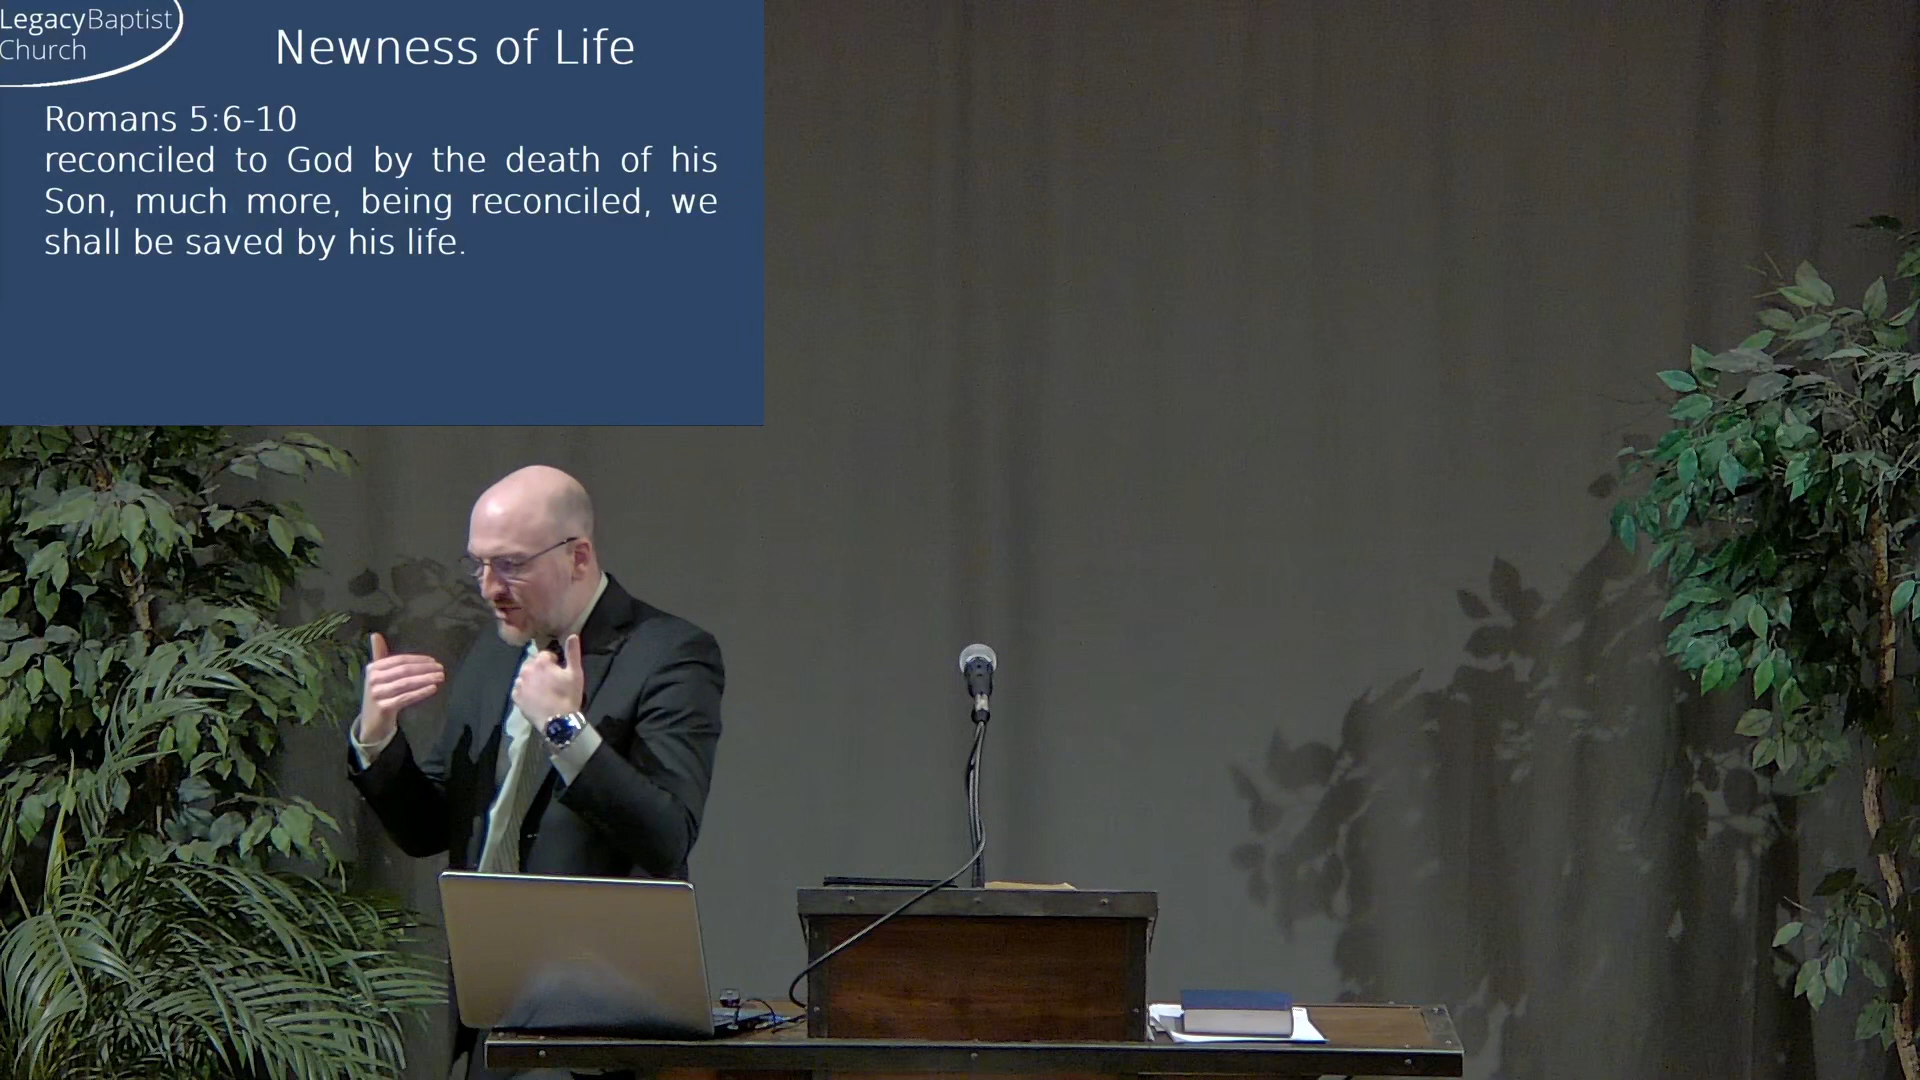 LegacyBaptist
Church
Newness of Life
Romans 5:6-10
reconciled to God by the death of his
Son, much more, being reconciled, we
shall be saved by his life.